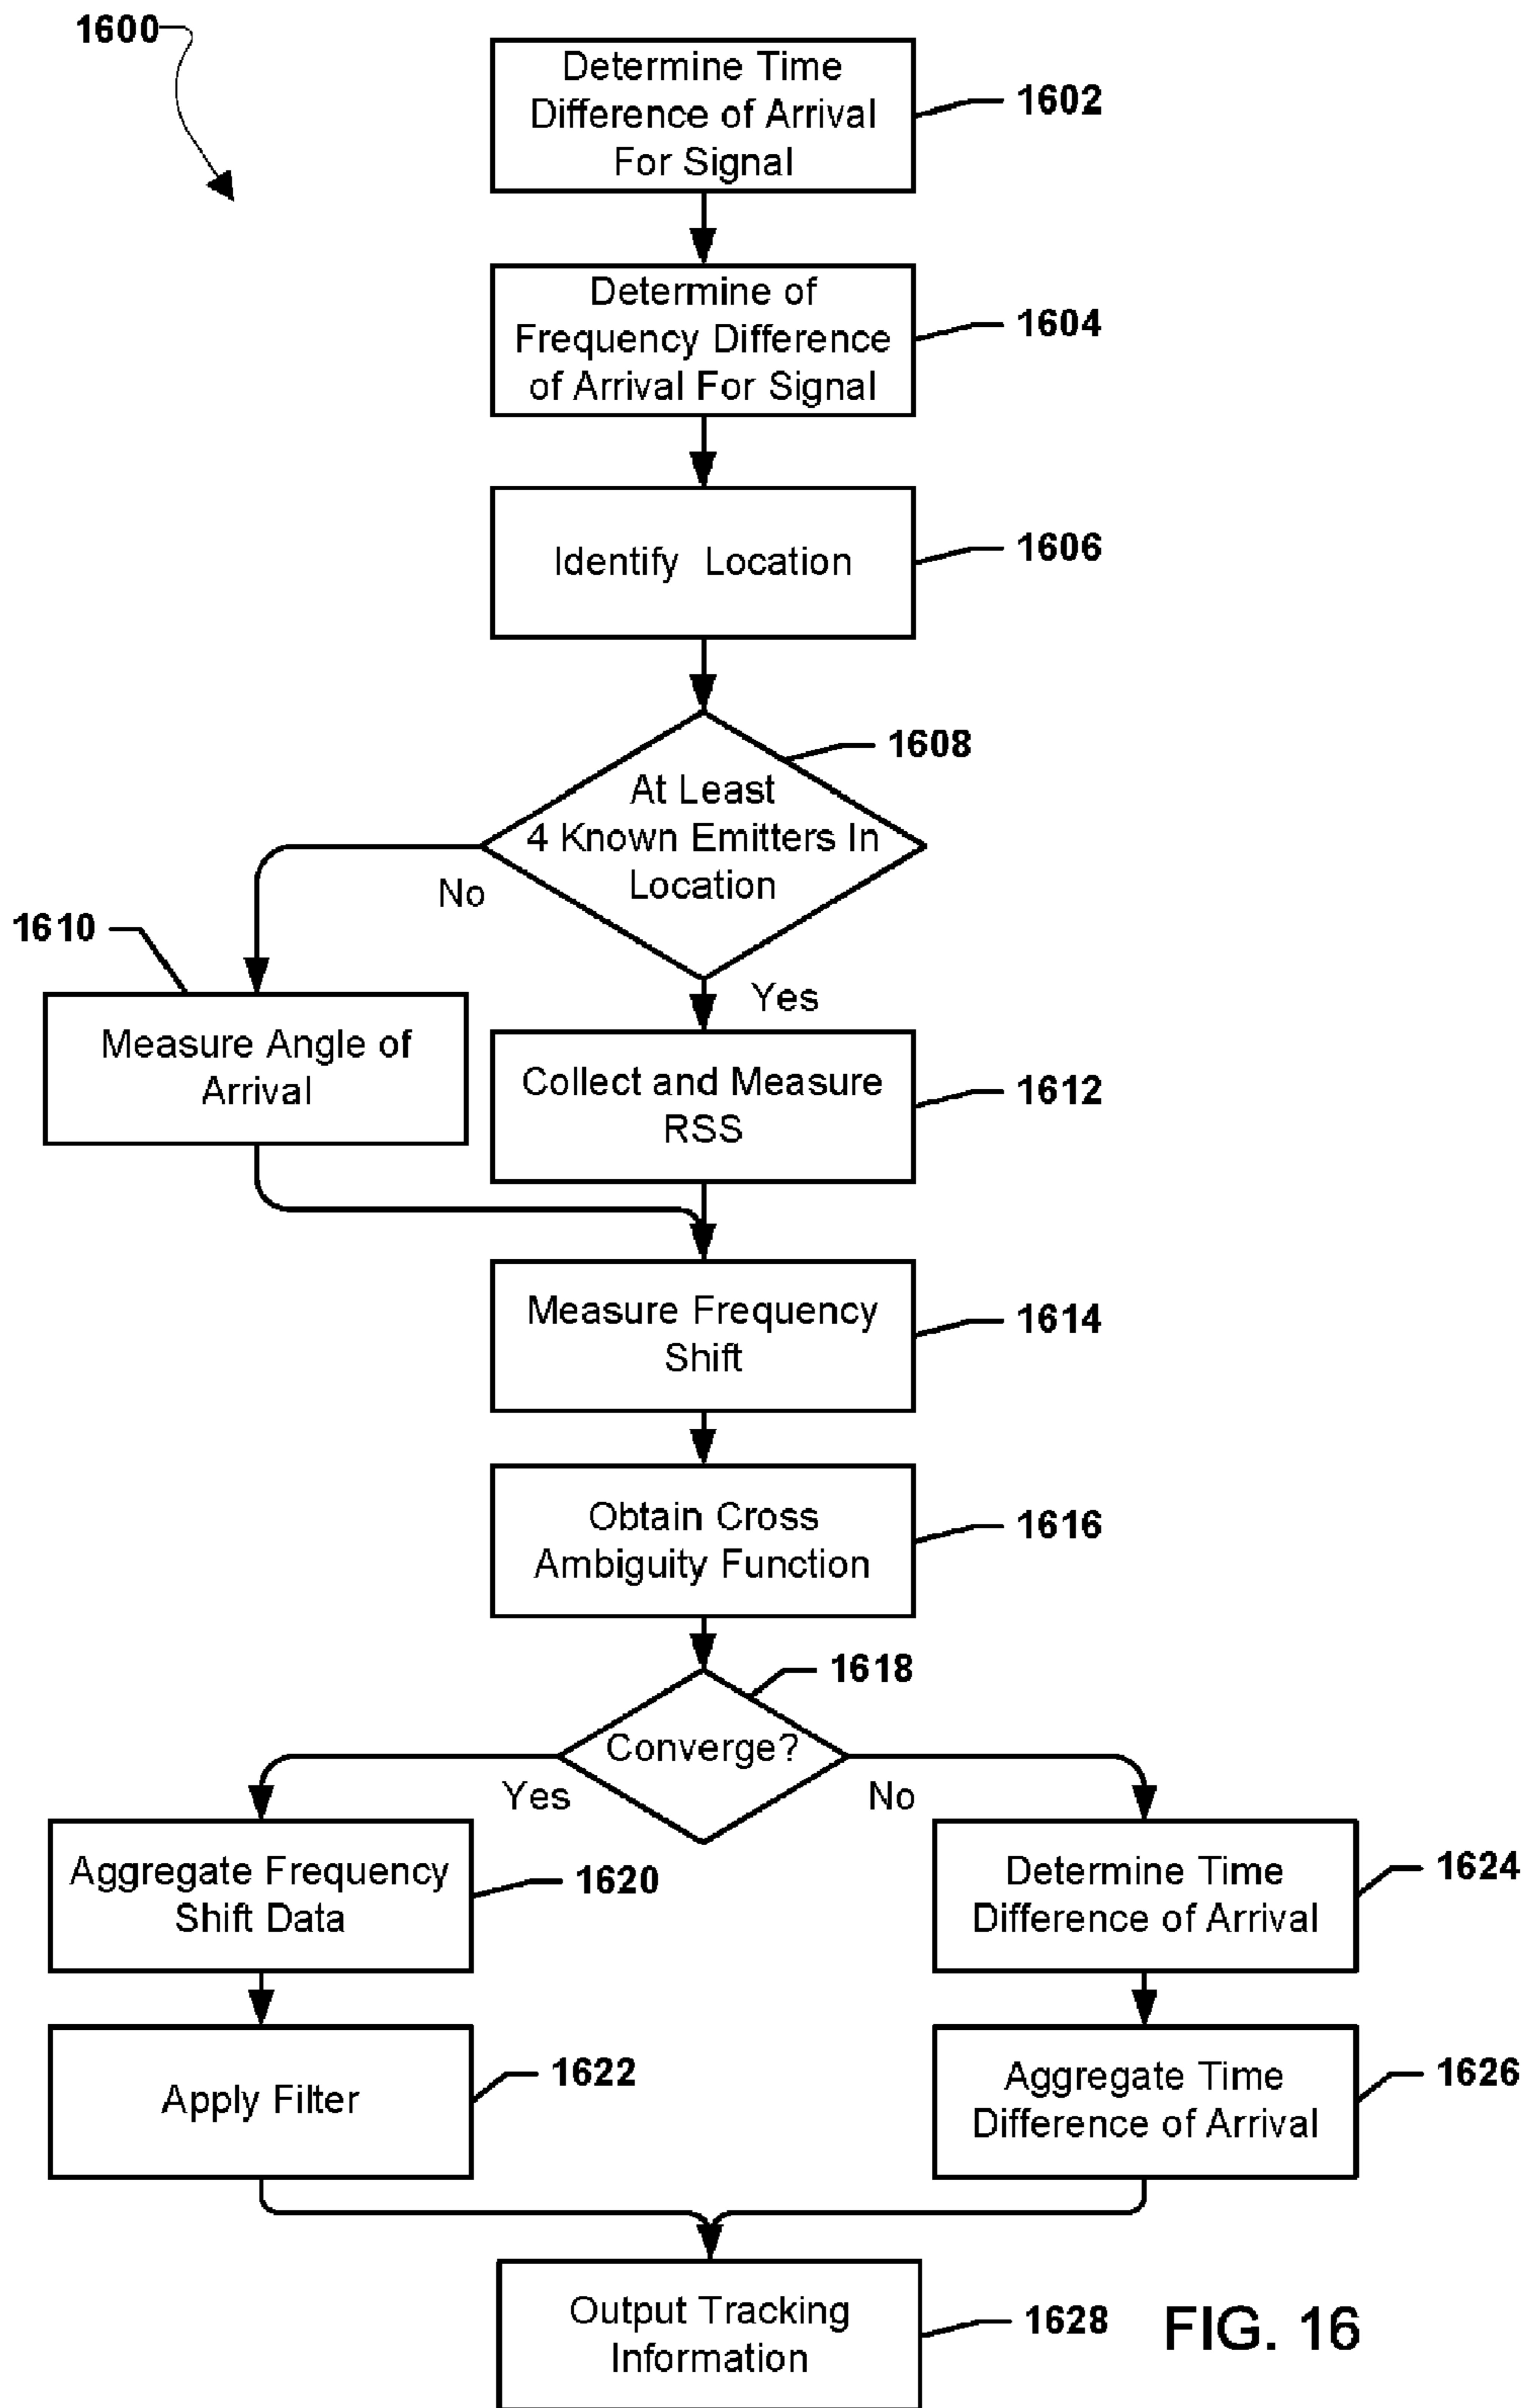 1600
Determine Time
Difference of Arrival
For Signal
1602
Determine of
Frequency Difference
of Arrival For Signal
1604
Identify Location
1606
1608
At Least
4 Known Emitters In
Location
No
Yes
1610
Measure Angle of
Arrival
Collect and Measure
RSS
1612
Measure Frequency
Shift
1614
Obtain Cross
Ambiguity Function
1616
1618
Converge?
Yes
No
Aggregate Frequency
Shift Data
1620
Determine Time
Difference of Arrival
1624
Apply Filter
1622
Aggregate Time
Difference of Arrival
1626
Output Tracking
Information
1628
FIG. 16